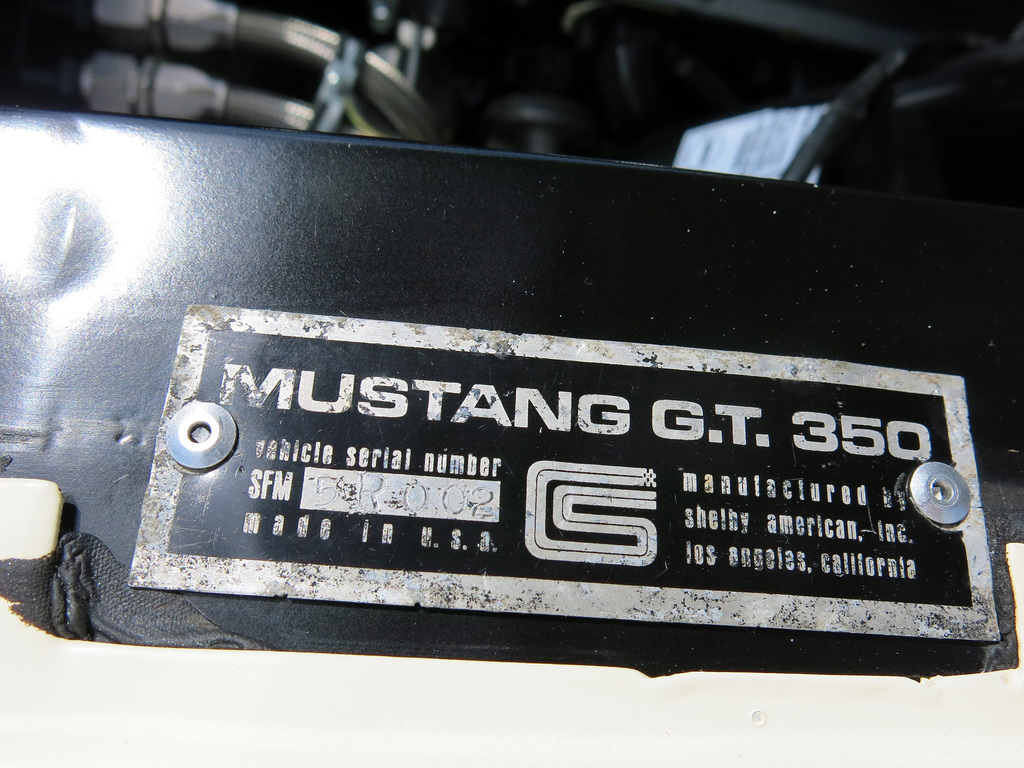 MUSTANG G.T. 350
vehicle serial number
SFM 5R002
made in u.s.a.
manufactured by
shelby american, inc.
los angeles, california